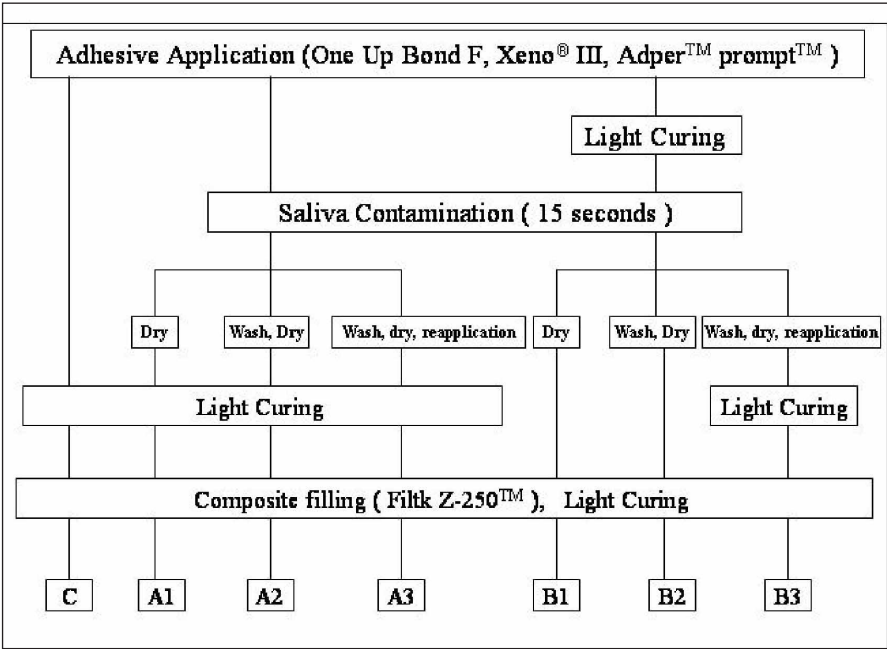 Adhesive Application (One Up Bond F, Xeno® III, Adper™ prompt™ )
Light Curing
Saliva Contamination ( 15 seconds )
Dry
Wash, Dry
Wash, dry, reapplication
Dry
Wash, Dry
Wash, dry, reapplication
Light Curing
Light Curing
Composite filling ( Filtk Z-250™ ), Light Curing
C
A1
A2
A3
B1
B2
B3